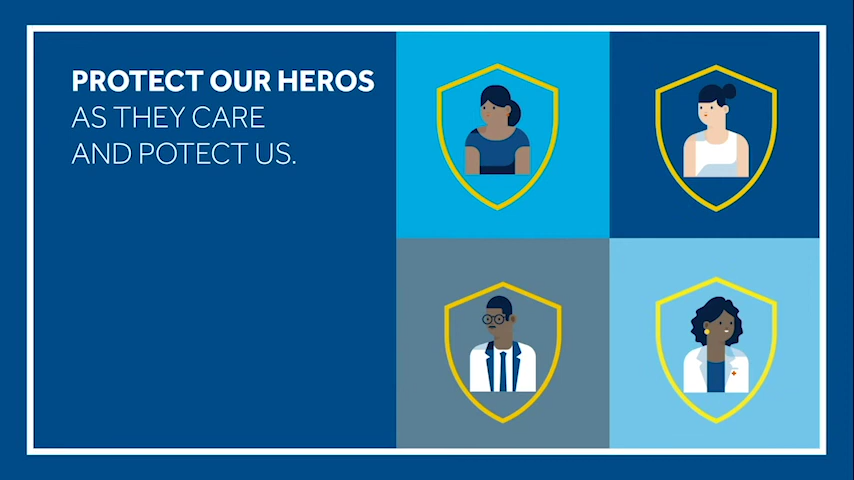 PROTECT OUR HEROS
AS THEY CARE
AND POTECT US.